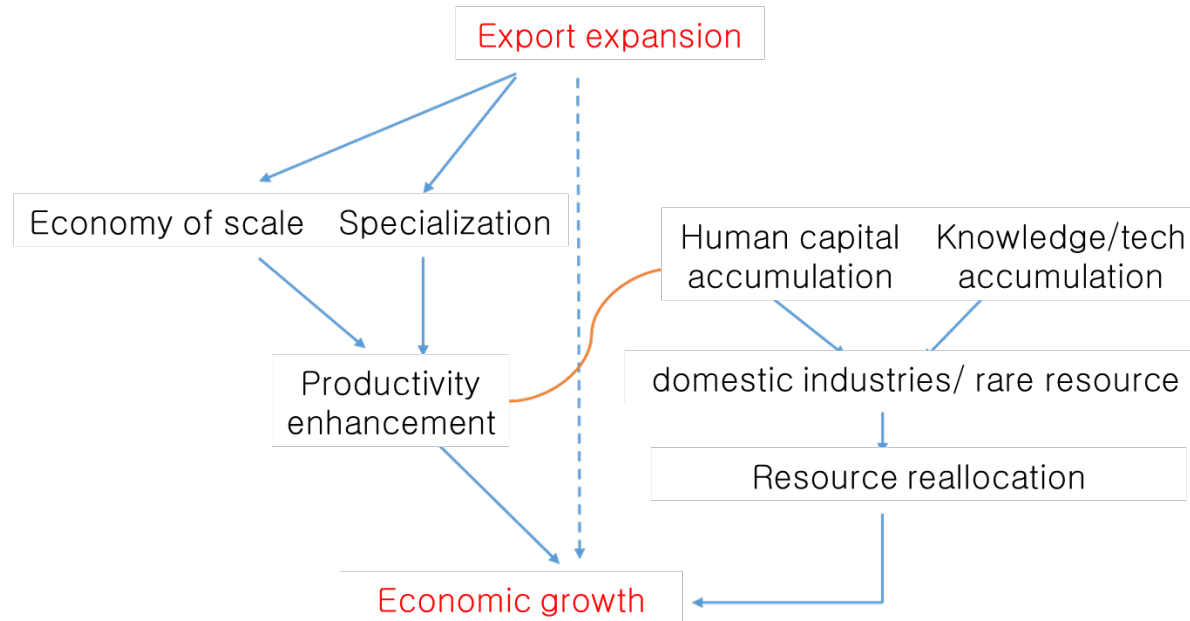 Export expansion
Economy of scale Specialization
Human capital accumulation
Knowledge/tech accumulation
Productivity
enhancement
domestic industries/ rare resource
Resource reallocation
Economic growth